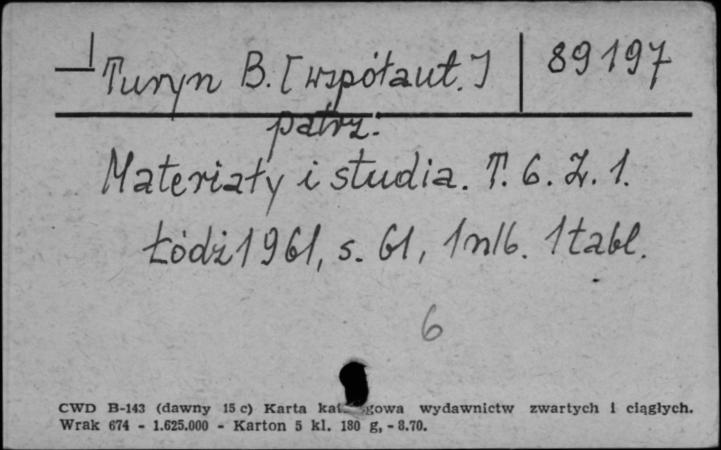 Turyn B. [współaut.] 89197
patrz:
Materiały i studia. T. 6. Z. 1.
Łódź 1961, s. 61, 1 nlb. 1 tabl.
6
CWD B-143 (dawny 15 c) Karta kat gowa wydawnictw zwartych i ciągłych.
Wrak 674 - 1.625.000 - Karton 5 kl. 180 g, - 8.70.